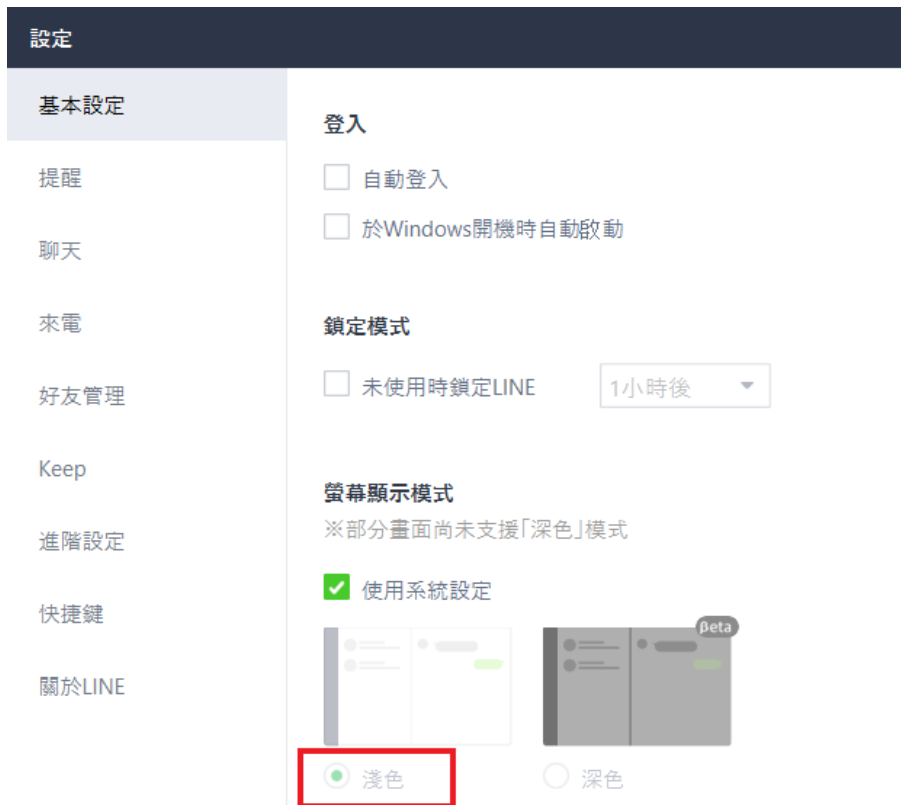 設定
基本設定
提醒
聊天
來電
好友管理
Keep
進階設定
快捷鍵
關於LINE
登入
自動登入
於Windows開機時自動啟動
鎖定模式
未使用時鎖定LINE
1小時後
螢幕顯示模式
※部分畫面尚未支援「深色」模式
使用系統設定
βeta
淺色
深色